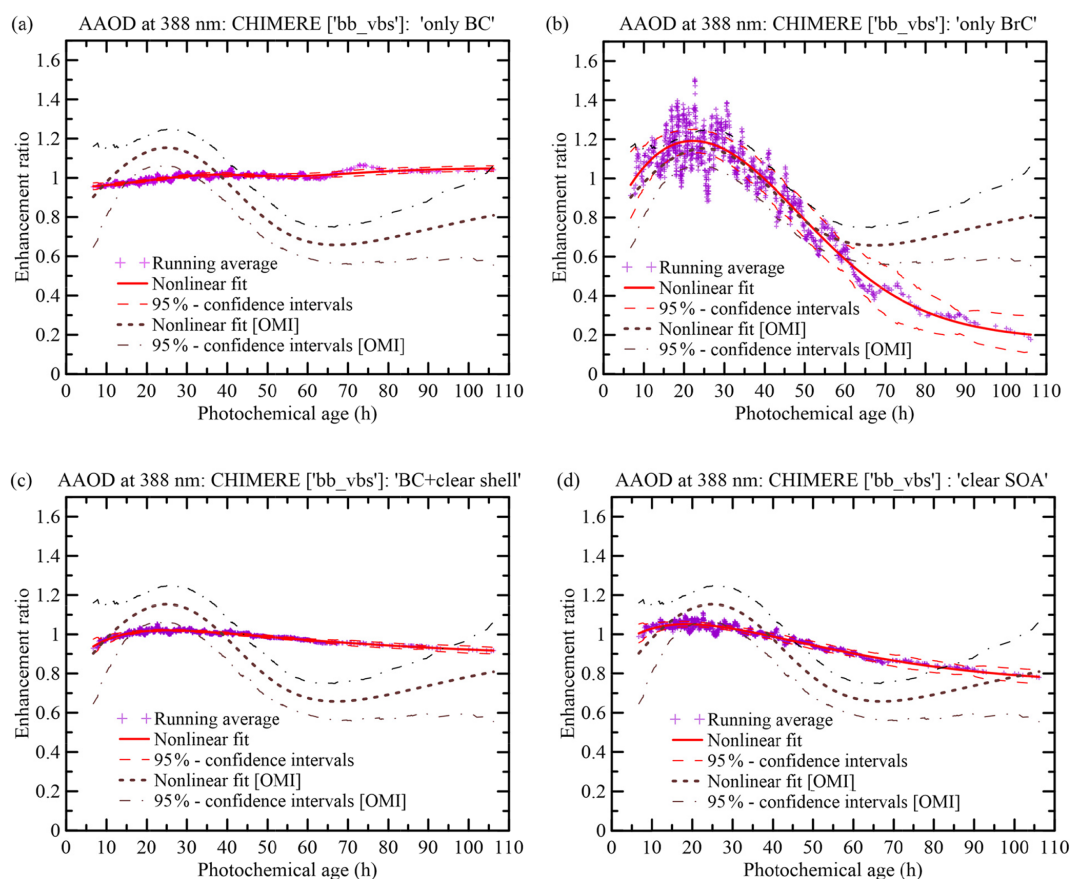 (a) AAOD at 388 nm: CHIMERE ['bb_vbs']: 'only BC'
Enhancement ratio
1.6
1.4
1.2
1
0.8
0.6
0.4
0.2
0
+ + Running average
Nonlinear fit
95% - confidence intervals
Nonlinear fit [OMI]
95% - confidence intervals [OMI]
0 10 20 30 40 50 60 70 80 90 100 110
Photochemical age (h)
(b) AAOD at 388 nm: CHIMERE ['bb_vbs']: 'only BrC'
Enhancement ratio
1.6
1.4
1.2
1
0.8
0.6
0.4
0.2
0
+ + Running average
Nonlinear fit
95% - confidence intervals
Nonlinear fit [OMI]
95% - confidence intervals [OMI]
0 10 20 30 40 50 60 70 80 90 100 110
Photochemical age (h)
(c) AAOD at 388 nm: CHIMERE ['bb_vbs']: 'BC+clear shell'
Enhancement ratio
1.6
1.4
1.2
1
0.8
0.6
0.4
0.2
0
+ + Running average
Nonlinear fit
95% - confidence intervals
Nonlinear fit [OMI]
95% - confidence intervals [OMI]
0 10 20 30 40 50 60 70 80 90 100 110
Photochemical age (h)
(d) AAOD at 388 nm: CHIMERE ['bb_vbs'] : 'clear SOA'
Enhancement ratio
1.6
1.4
1.2
1
0.8
0.6
0.4
0.2
0
+ + Running average
Nonlinear fit
95% - confidence intervals
Nonlinear fit [OMI]
95% - confidence intervals [OMI]
0 10 20 30 40 50 60 70 80 90 100 110
Photochemical age (h)